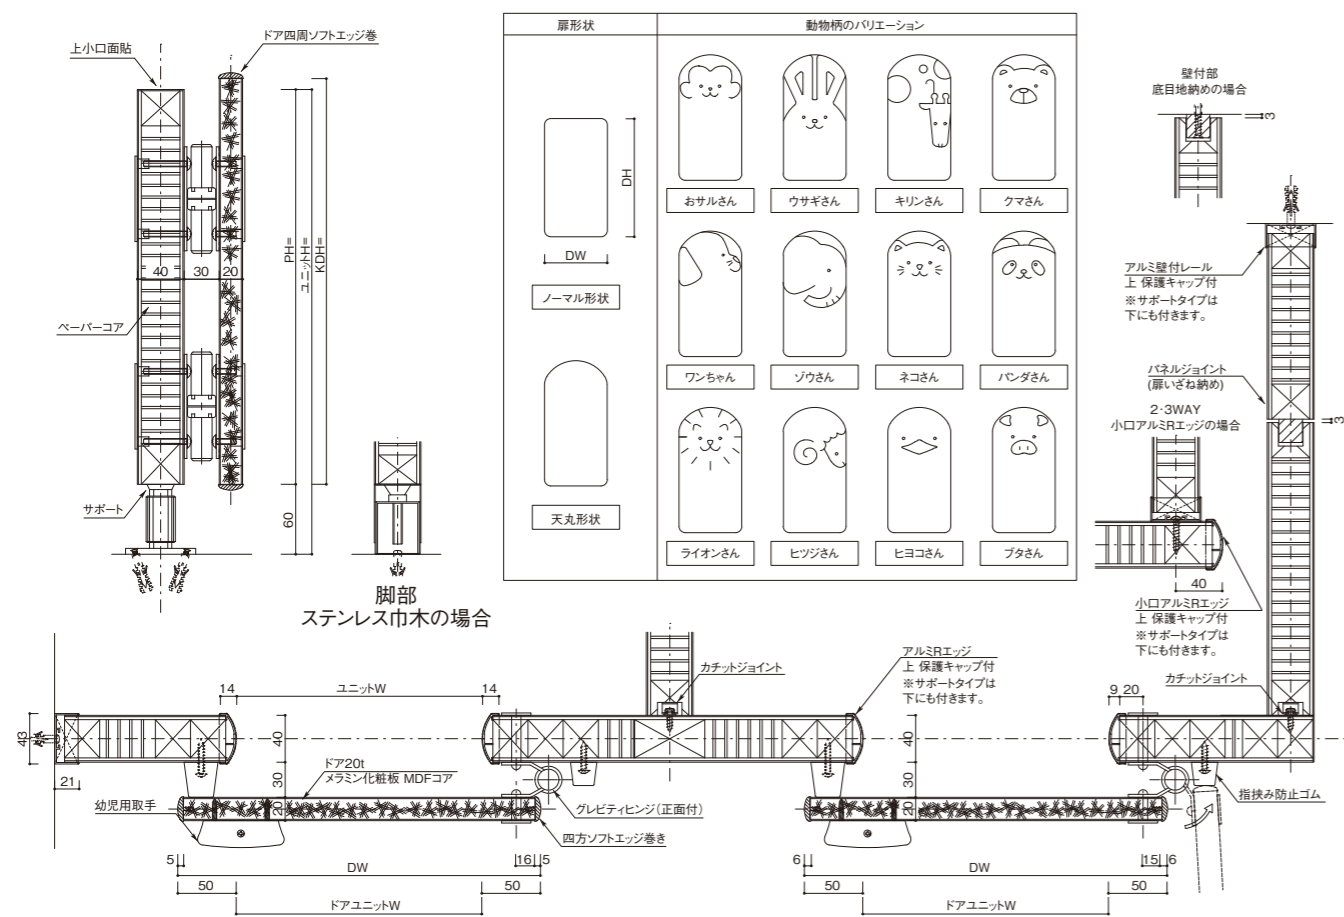 上小口面貼
ドア四周ソフトエッジ巻
40
30
20
PH=
ユニットH=
KDH=
ペーパーコア
サポート
60
脚部
ステンレス巾木の場合
扉形状
動物柄のバリエーション
DH
DW
ノーマル形状
天丸形状
おサルさん
ウサギさん
キリンさん
クマさん
ワンちゃん
ゾウさん
ネコさん
パンダさん
ライオンさん
ヒツジさん
ヒヨコさん
ブタさん
壁付部
底目地納めの場合
3
アルミ壁付レール
上 保護キャップ付
※サポートタイプは
下にも付きます。
パネルジョイント
(扉いざね納め)
3
2・3WAY
小口アルミRエッジの場合
40
小口アルミRエッジ
上 保護キャップ付
※サポートタイプは
下にも付きます。
カチットジョイント
14
ユニットW
14
カチットジョイント
アルミRエッジ
上 保護キャップ付
※サポートタイプは
下にも付きます。
9
20
43
21
40
30
20
40
30
20
ドア20t
メラミン化粧板 MDFコア
幼児用取手
グレビティヒンジ(正面付)
四方ソフトエッジ巻き
指挟み防止ゴム
5
DW
16
5
50
50
ドアユニットW
6
DW
15
6
50
50
ドアユニットW